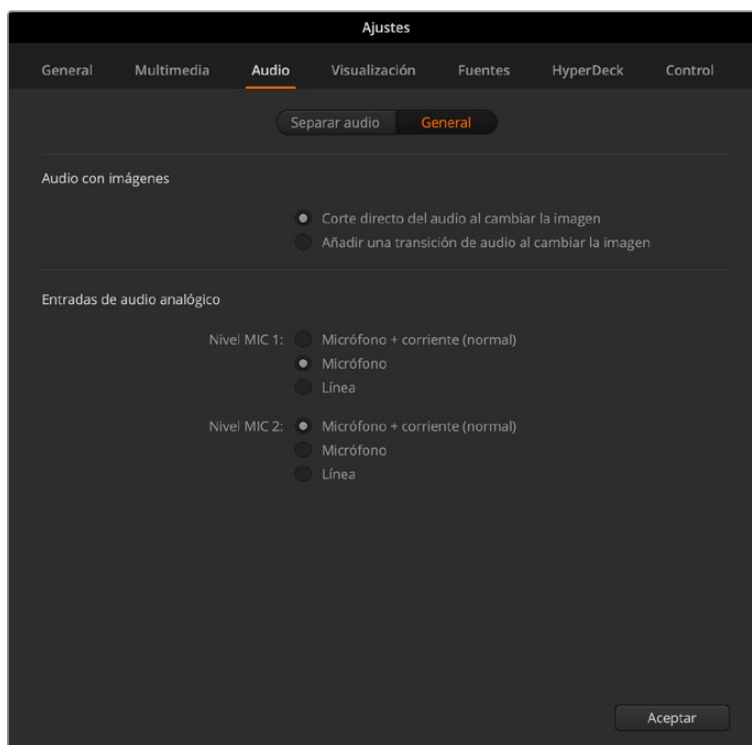 Ajustes
General Multimedia Audio Visualización Fuentes HyperDeck Control
Separar audio General
Audio con imágenes
Corte directo del audio al cambiar la imagen
Añadir una transición de audio al cambiar la imagen
Entradas de audio analógico
Nivel MIC 1: Micrófono + corriente (normal)
Micrófono
Línea
Nivel MIC 2: Micrófono + corriente (normal)
Micrófono
Línea
Aceptar